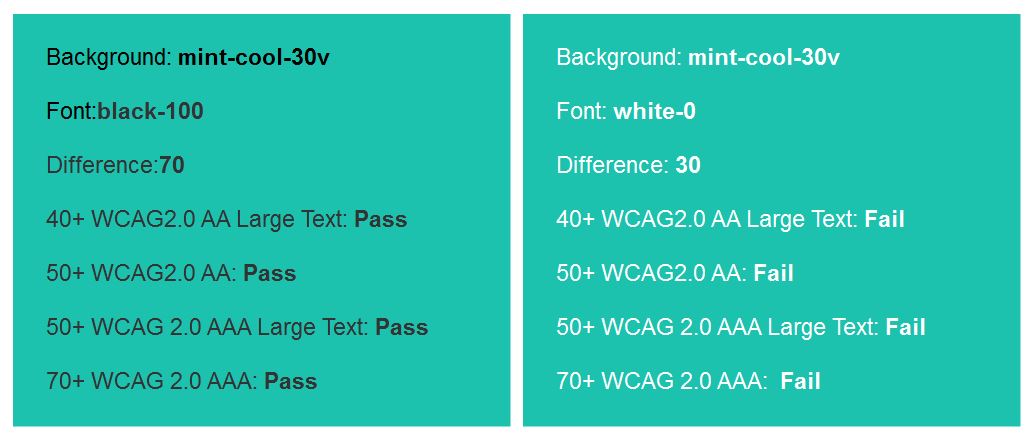 Background: mint-cool-30v
Font:black-100
Difference:70
40+ WCAG2.0 AA Large Text: Pass
50+ WCAG2.0 AA: Pass
50+ WCAG 2.0 AAA Large Text: Pass
70+ WCAG 2.0 AAA: Pass
Background: mint-cool-30v
Font: white-0
Difference: 30
40+ WCAG2.0 AA Large Text: Fail
50+ WCAG2.0 AA: Fail
50+ WCAG 2.0 AAA Large Text: Fail
70+ WCAG 2.0 AAA:  Fail